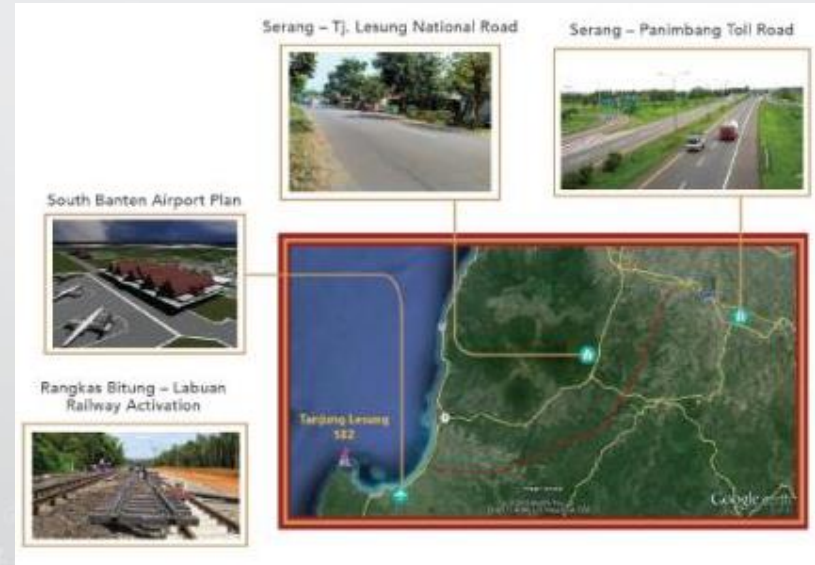 Serang – Tj. Lesung National Road
Serang – Panimbang Toll Road
South Banten Airport Plan
Rangkas Bitung – Labuan
Railway Activation
Tanjung Lesung
SEZ
Google earth